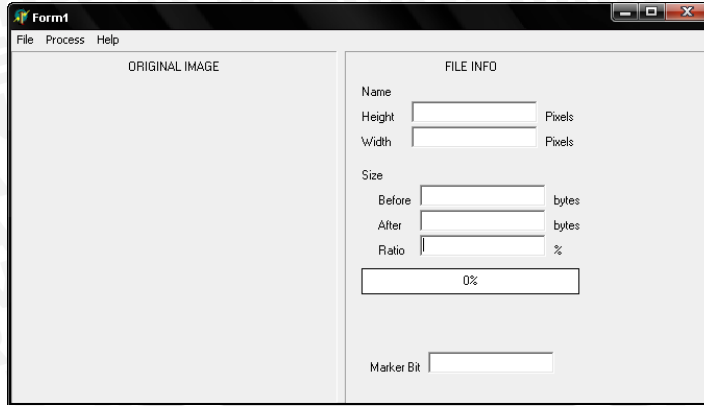 Form1
File Process Help
ORIGINAL IMAGE
FILE INFO
Name
Height Pixels
Width Pixels
Size
Before bytes
After bytes
Ratio %
0%
Marker Bit